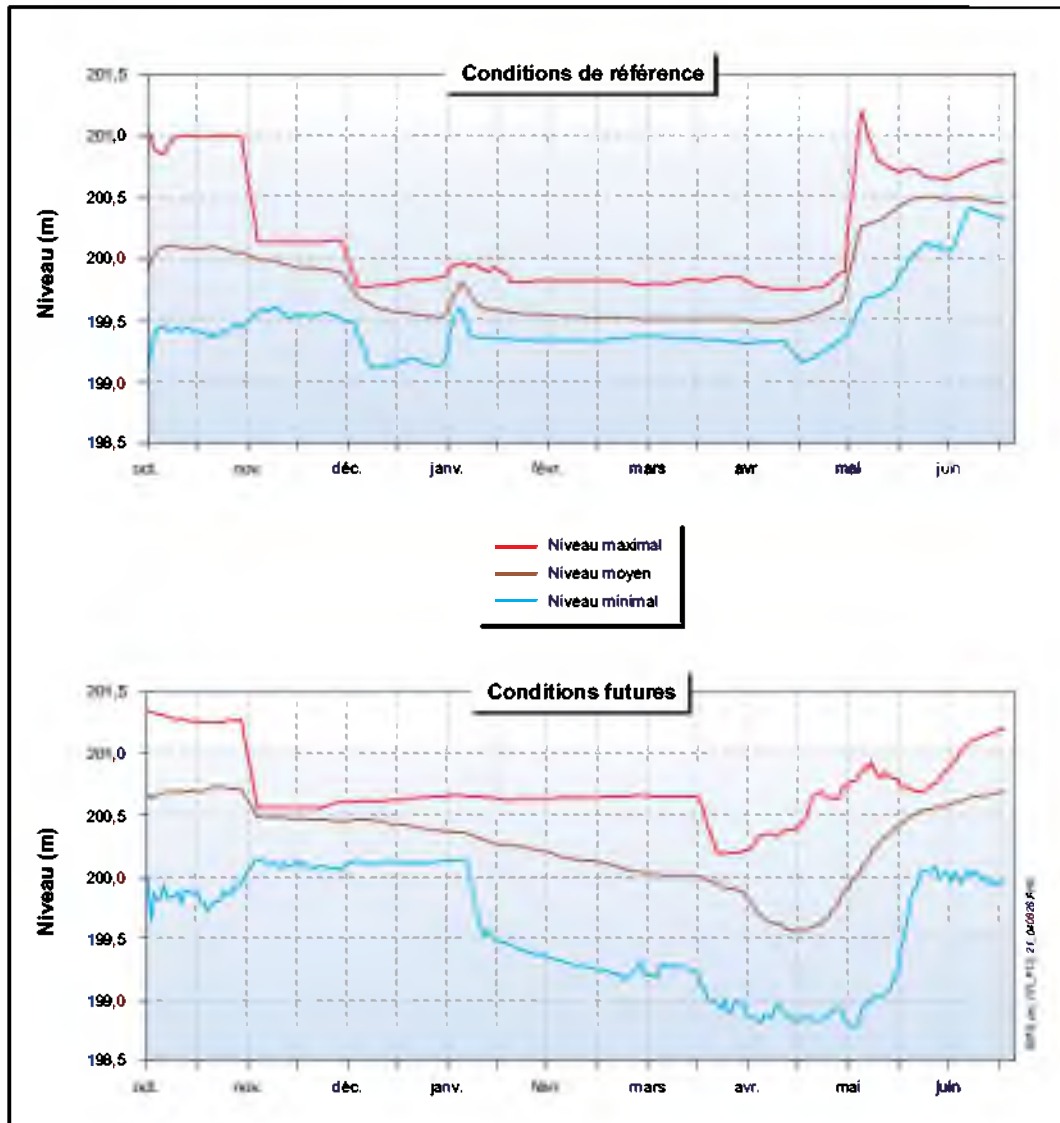 Conditions de référence
Niveau (m)
201,5
201,0
200,5
200,0
199,5
199,0
198,5
oct. nov. déc. janv. févr. mars avr mai juin
Niveau maximal
Niveau moyen
Niveau minimal
Conditions futures
Niveau (m)
201,5
201,0
200,5
200,0
199,5
199,0
198,5
oct. nov. déc. janv. févr. mars avr. mai juin